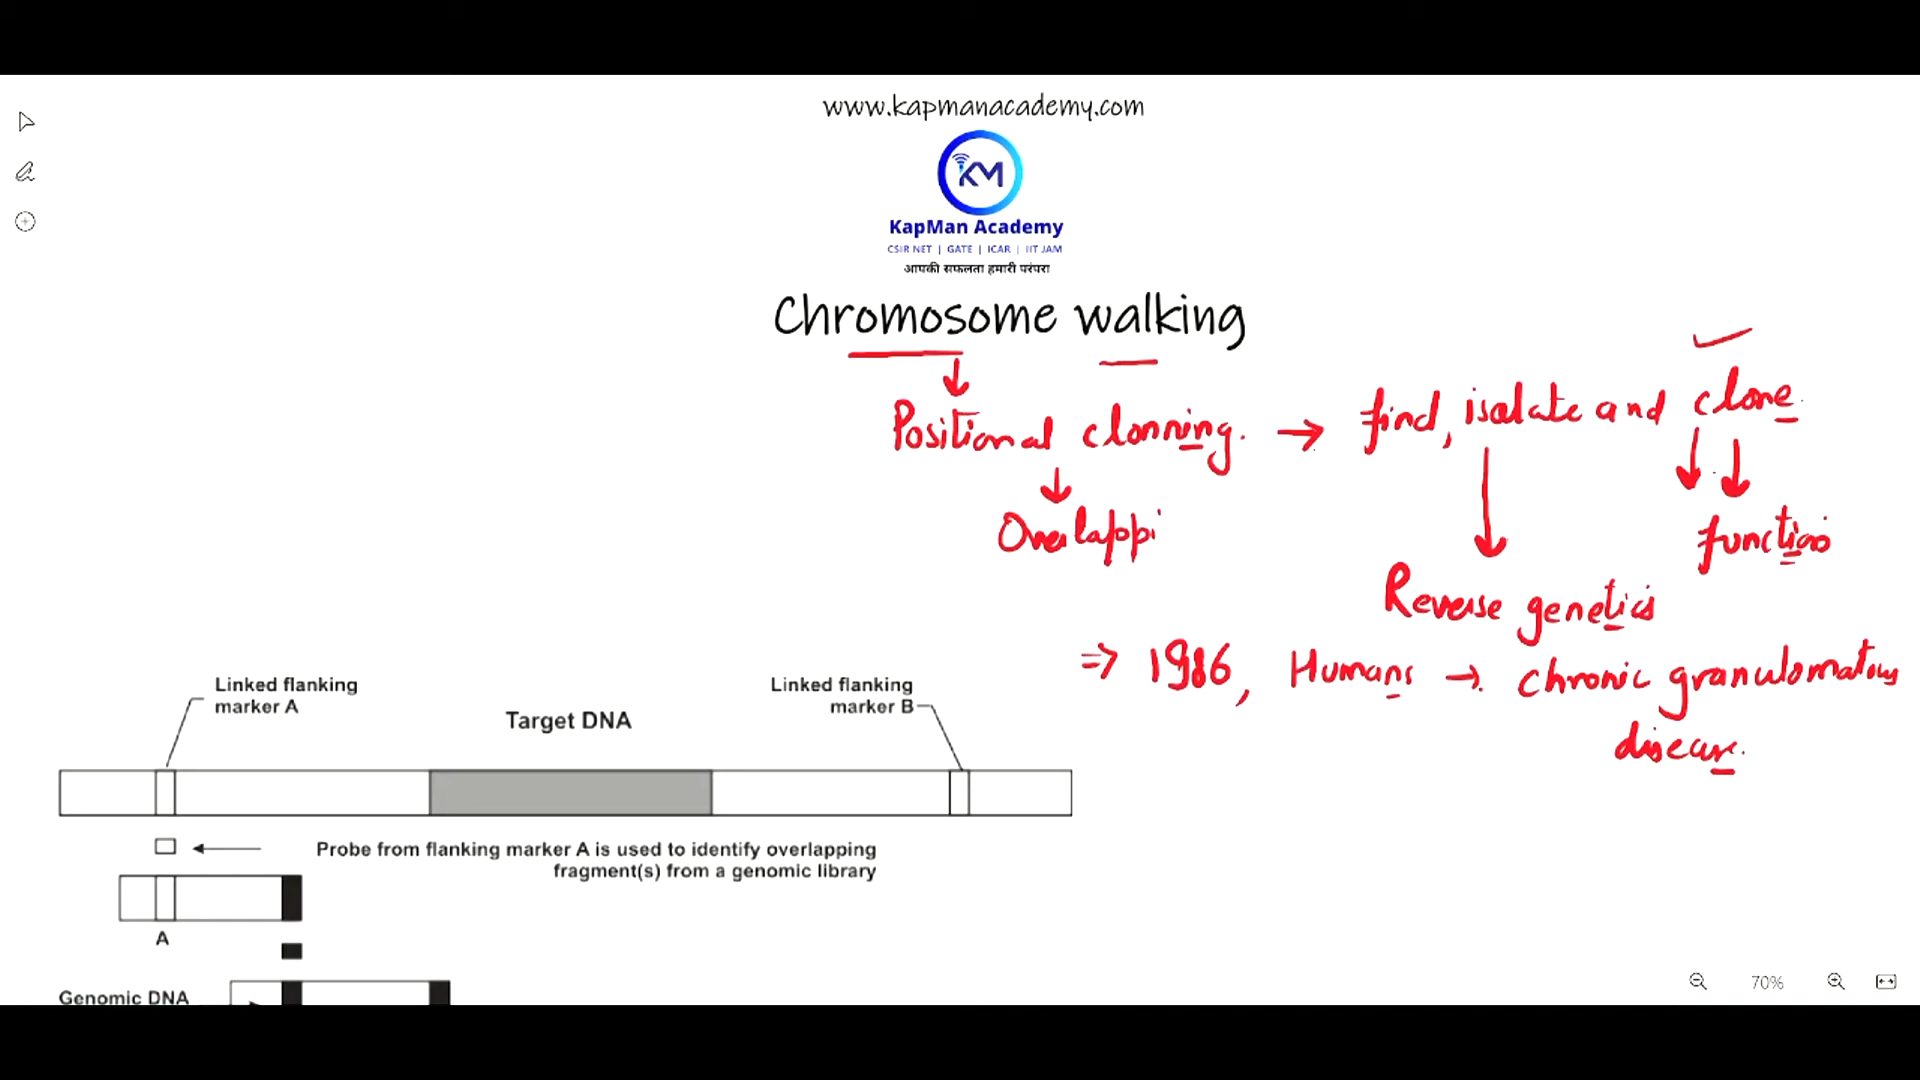 www.kapmanacademy.com
KM
KapMan Academy
CSIR NET | GATE | ICAR | IIT JAM
आपकी सफलता हमारी परंपरा
Chromosome walking
Positional clonning. → find, isolate and clone
Overlappi
function
Reverse genetics
⇒ 1986, Humans → chronic granulomatous
disease.
Linked flanking
marker A
Target DNA
Linked flanking
marker B
Probe from flanking marker A is used to identify overlapping
fragment(s) from a genomic library
A
Genomic DNA
70%